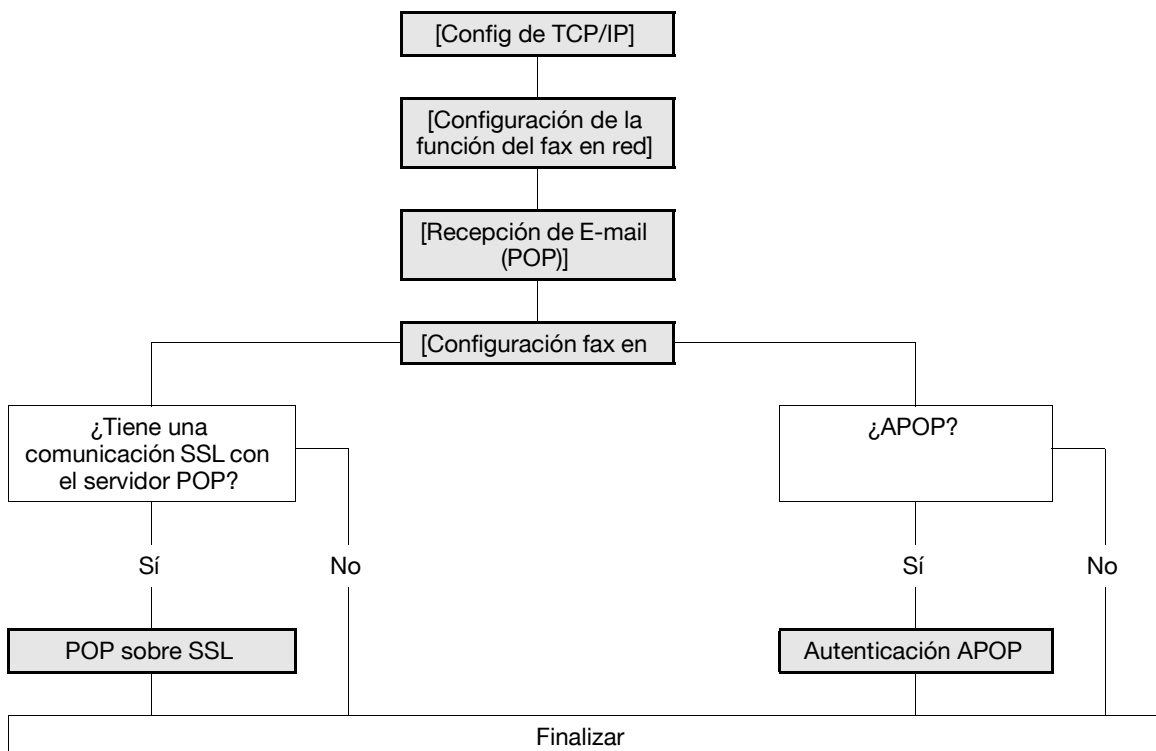 [Config de TCP/IP]
[Configuración de la
función del fax en red]
[Recepción de E-mail
(POP)]
[Configuración fax en
¿Tiene una
comunicación SSL con
el servidor POP?
¿APOP?
Sí
No
Sí
No
POP sobre SSL
Autenticación APOP
Finalizar